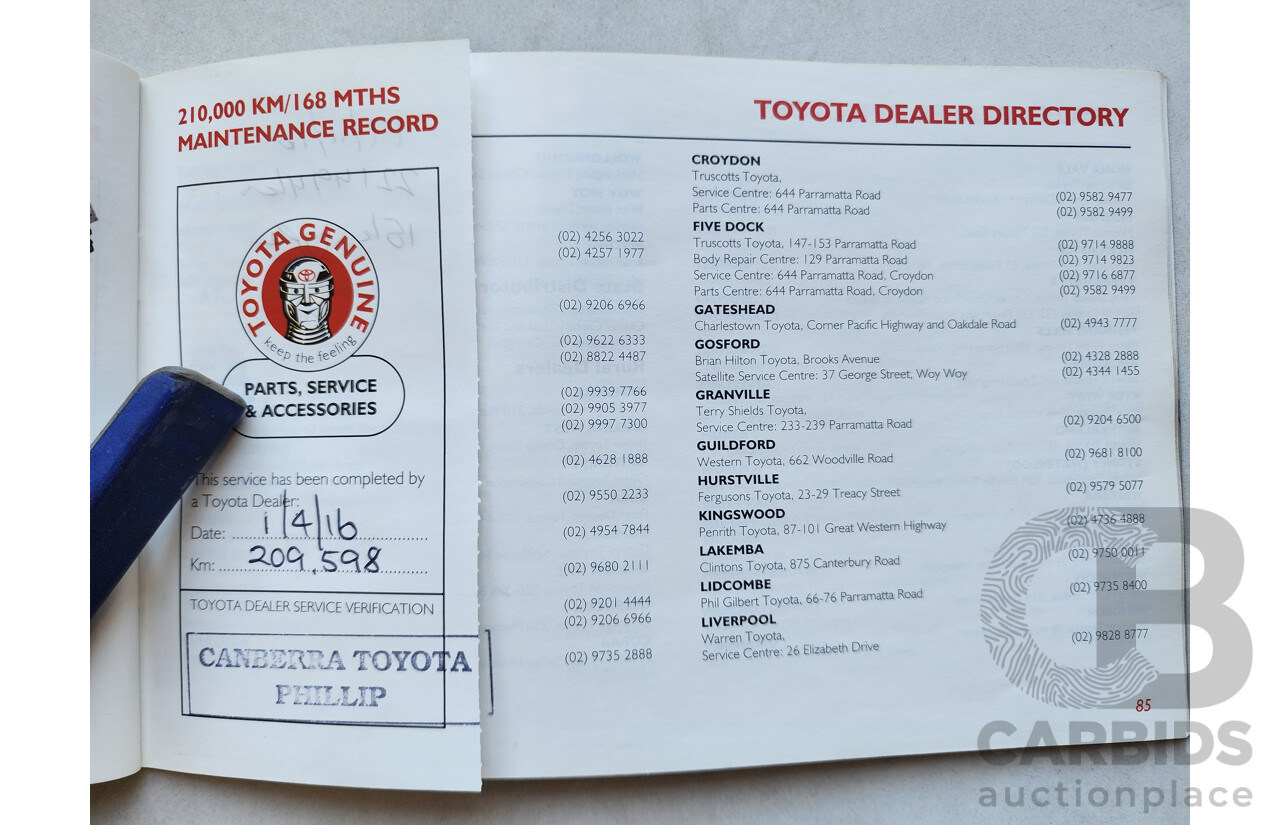 210,000 KM/168 MTHS
MAINTENANCE RECORD
TOYOTA GENUINE
keep the feeling
PARTS, SERVICE
& ACCESSORIES
This service has been completed by
a Toyota Dealer:
Date: 1/4/16
Km: 209,598
TOYOTA DEALER SERVICE VERIFICATION
CANBERRA TOYOTA
PHILLIP
(02) 4256 3022
(02) 4257 1977
(02) 9206 6966
(02) 9622 6333
(02) 8822 4487
(02) 9939 7766
(02) 9905 3977
(02) 9997 7300
(02) 4628 1888
(02) 9550 2233
(02) 4954 7844
(02) 9680 2111
(02) 9201 4444
(02) 9206 6966
(02) 9735 2888
TOYOTA DEALER DIRECTORY
CROYDON
Truscotts Toyota,
Service Centre: 644 Parramatta Road (02) 9582 9477
Parts Centre: 644 Parramatta Road (02) 9582 9499
FIVE DOCK
Truscotts Toyota, 147-153 Parramatta Road (02) 9714 9888
Body Repair Centre: 129 Parramatta Road (02) 9714 9823
Service Centre: 644 Parramatta Road, Croydon (02) 9716 6877
Parts Centre: 644 Parramatta Road, Croydon (02) 9582 9499
GATESHEAD
Charlestown Toyota, Corner Pacific Highway and Oakdale Road (02) 4943 7777
GOSFORD
Brian Hilton Toyota, Brooks Avenue (02) 4328 2888
Satellite Service Centre: 37 George Street, Woy Woy (02) 4344 1455
GRANVILLE
Terry Shields Toyota,
Service Centre: 233-239 Parramatta Road (02) 9204 6500
GUILDFORD
Western Toyota, 662 Woodville Road (02) 9681 8100
HURSTVILLE
Fergusons Toyota, 23-29 Treacy Street (02) 9579 5077
KINGSWOOD
Penrith Toyota, 87-101 Great Western Highway (02) 4736 4888
LAKEMBA
Clintons Toyota, 875 Canterbury Road (02) 9750 0011
LIDCOMBE
Phil Gilbert Toyota, 66-76 Parramatta Road (02) 9735 8400
LIVERPOOL
Warren Toyota,
Service Centre: 26 Elizabeth Drive (02) 9828 8777
85
CB
CARBIDS
auctionplace